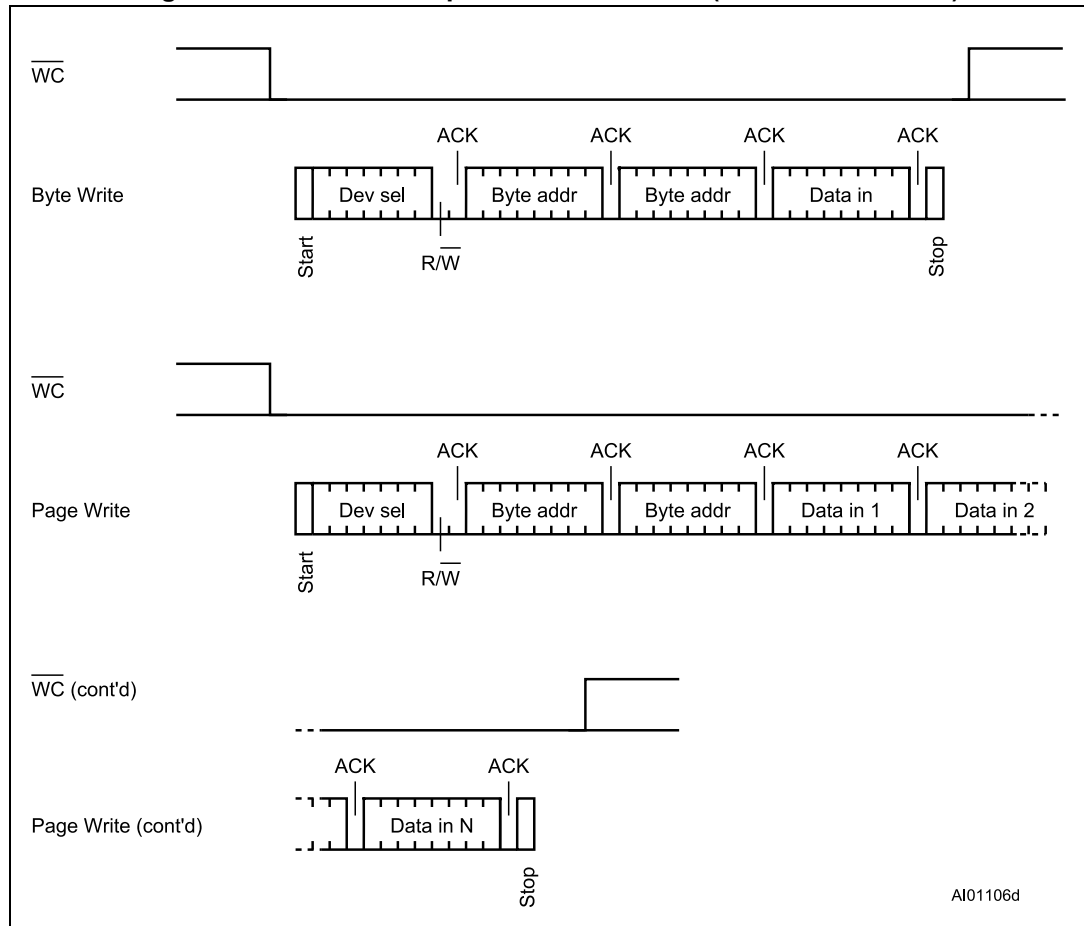 WC
ACK ACK ACK ACK
Byte Write Dev sel Byte addr Byte addr Data in
Start R/W Stop
WC
ACK ACK ACK ACK
Page Write Dev sel Byte addr Byte addr Data in 1 Data in 2
Start R/W
WC (cont'd)
ACK ACK
Page Write (cont'd) Data in N
Stop
AI01106d